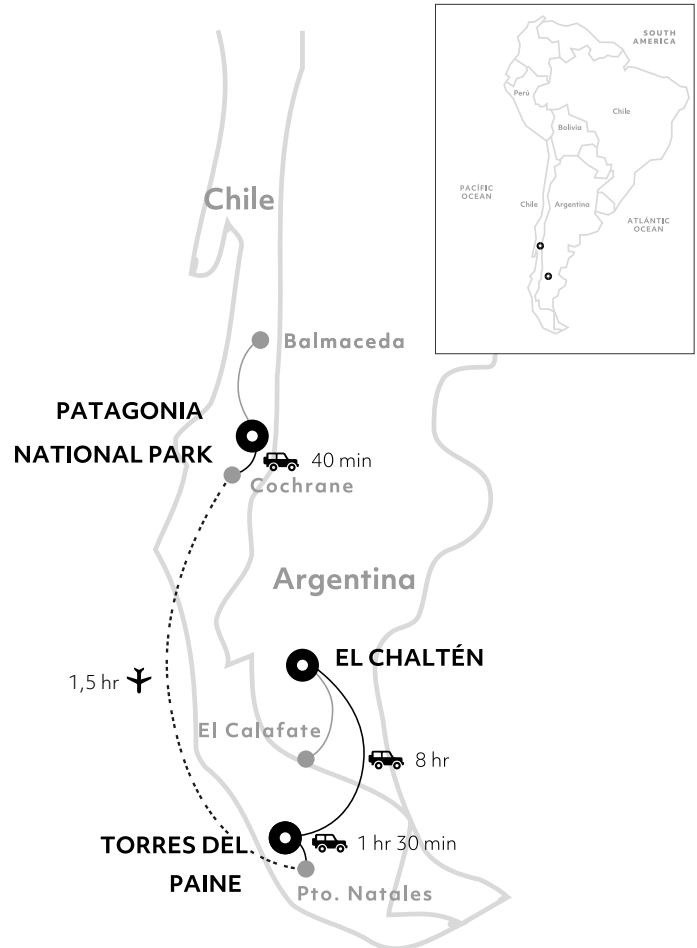 SOUTH
AMERICA
Perú
Chile
Bolivia
PACÍFIC
OCEAN
Chile
Argentina
ATLÁNTIC
OCEAN
Chile
Balmaceda
PATAGONIA
NATIONAL PARK
40 min
Cochrane
Argentina
EL CHALTÉN
1,5 hr
El Calafate
8 hr
TORRES DEL
PAINE
1 hr 30 min
Pto. Natales